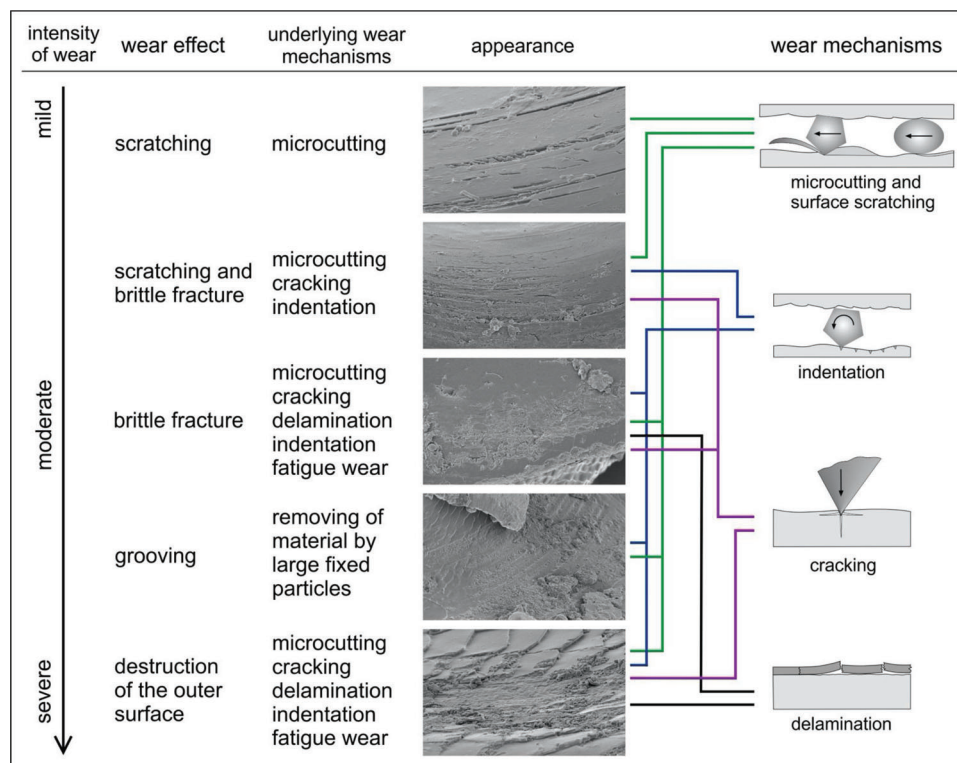 intensity of wear
wear effect
underlying wear mechanisms
appearance
wear mechanisms
mild
scratching
microcutting
microcutting and
surface scratching
scratching and
brittle fracture
microcutting
cracking
indentation
indentation
moderate
brittle fracture
microcutting
cracking
delamination
indentation
fatigue wear
cracking
grooving
removing of
material by
large fixed
particles
severe
destruction
of the outer
surface
microcutting
cracking
delamination
indentation
fatigue wear
delamination